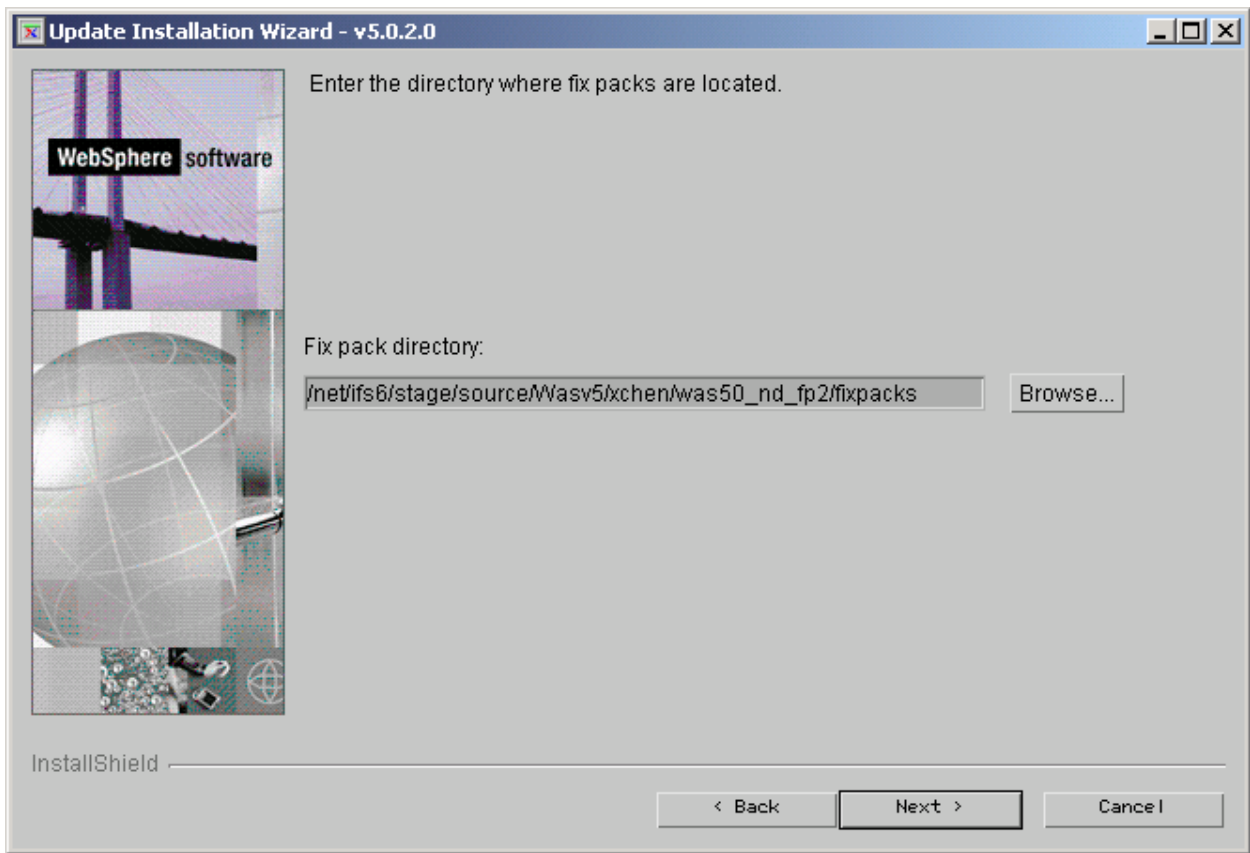 Update Installation Wizard - v5.0.2.0
Enter the directory where fix packs are located.
WebSphere software
Fix pack directory:
/net/ifs6/stage/source/Wasv5/xchen/was50_nd_fp2/fixpacks
Browse...
InstallShield
< Back
Next >
Cancel